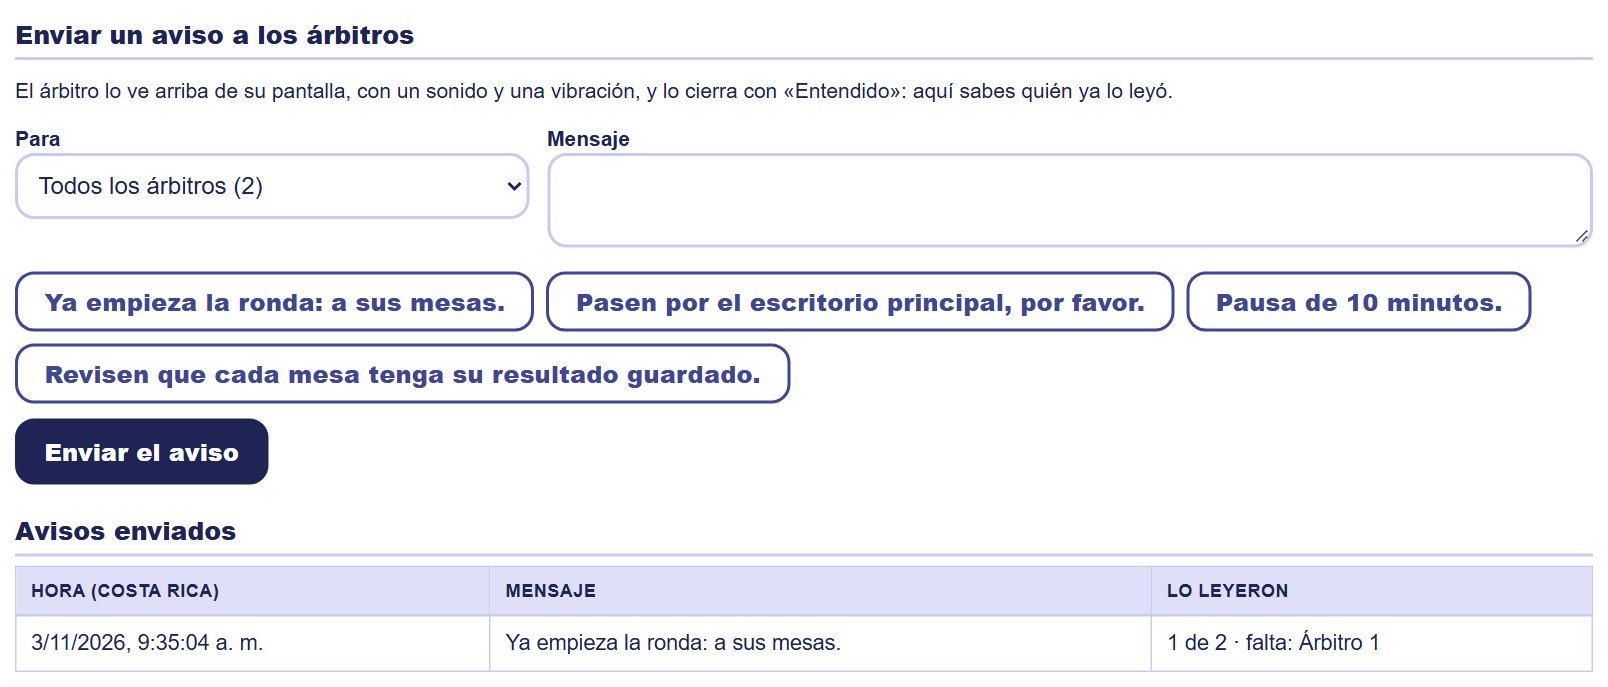 Enviar un aviso a los árbitros
El árbitro lo ve arriba de su pantalla, con un sonido y una vibración, y lo cierra con «Entendido»: aquí sabes quién ya lo leyó.
Para
Mensaje
Todos los árbitros (2)
Ya empieza la ronda: a sus mesas.
Pasen por el escritorio principal, por favor.
Pausa de 10 minutos.
Revisen que cada mesa tenga su resultado guardado.
Enviar el aviso
Avisos enviados
HORA (COSTA RICA)
MENSAJE
LO LEYERON
3/11/2026, 9:35:04 a. m.
Ya empieza la ronda: a sus mesas.
1 de 2 · falta: Árbitro 1